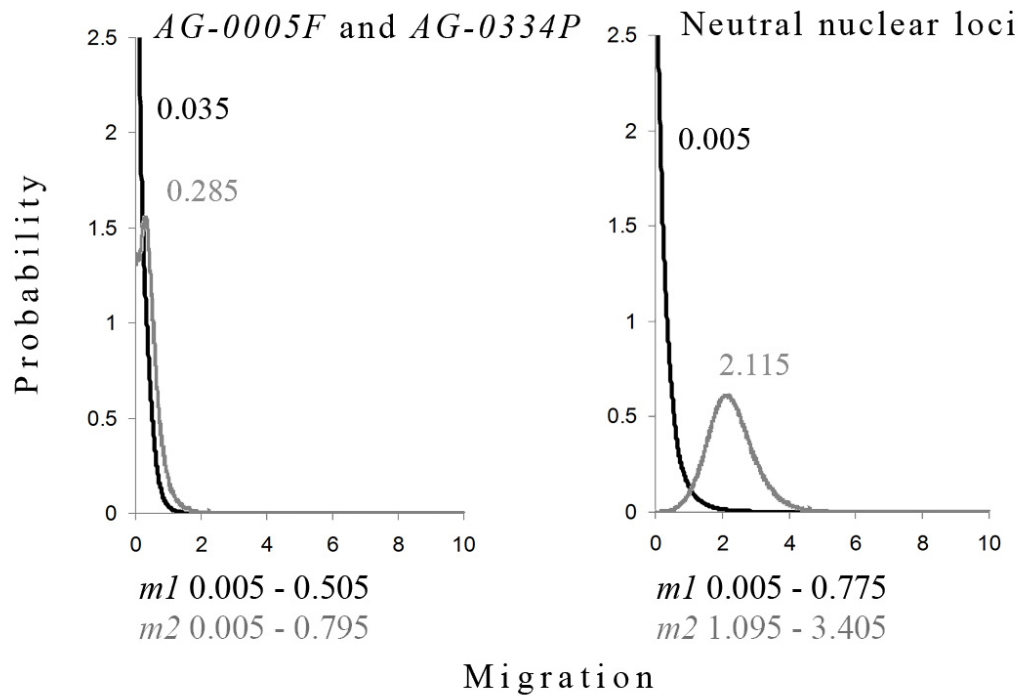 AG-0005F and AG-0334P
Probability
2.5
2
1.5
1
0.5
0
0.035
0.285
0 2 4 6 8 10
m1 0.005 - 0.505
m2 0.005 - 0.795
Neutral nuclear loci
2.5
2
1.5
1
0.5
0
0.005
2.115
0 2 4 6 8 10
m1 0.005 - 0.775
m2 1.095 - 3.405
Migration